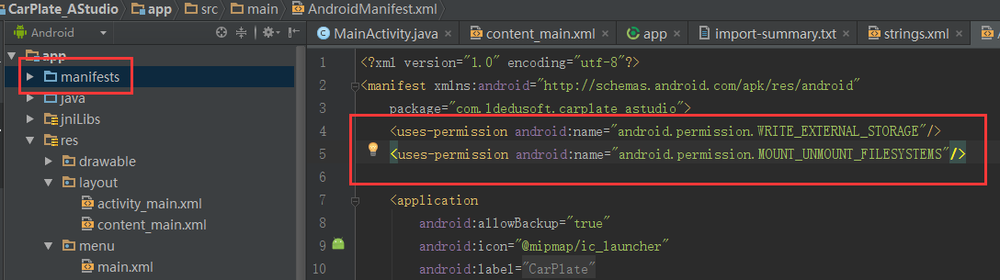 CarPlate_AStudio app src main AndroidManifest.xml
Android
MainActivity.java content_main.xml app import-summary.txt strings.xml
app
manifests
java
jniLibs
res
drawable
layout
activity_main.xml
content_main.xml
menu
main.xml
1 <?xml version="1.0" encoding="utf-8"?>
2 <manifest xmlns:android="http://schemas.android.com/apk/res/android"
3 package="com.ldedusoft.carplate_astudio">
4 <uses-permission android:name="android.permission.WRITE_EXTERNAL_STORAGE"/>
5 <uses-permission android:name="android.permission.MOUNT_UNMOUNT_FILESYSTEMS"/>
6
7 <application
8 android:allowBackup="true"
9 android:icon="@mipmap/ic_launcher"
10 android:label="CarPlate"